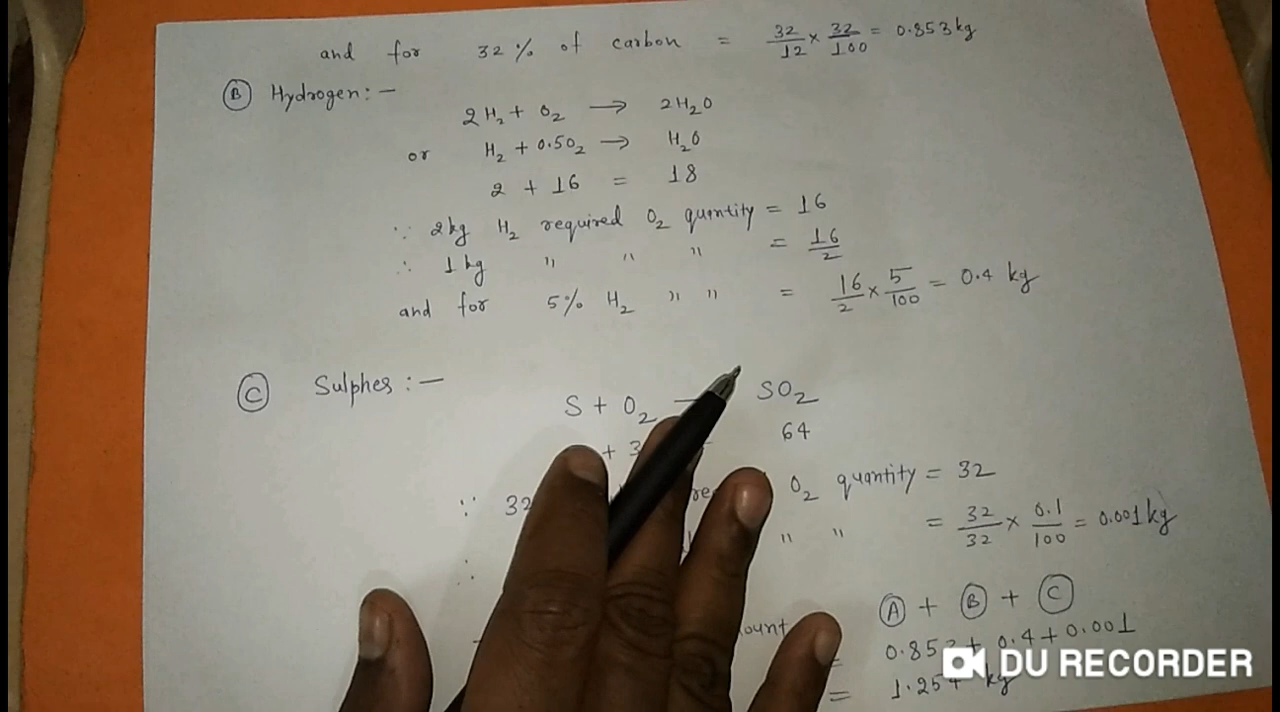 and for 32% of carbon = 32/12 × 32/100 = 0.853 kg
(B) Hydrogen :-
2H₂ + O₂ → 2H₂O
or H₂ + 0.5O₂ → H₂O
2 + 16 = 18
∵ 2kg H₂ required O₂ quantity = 16
∴ 1kg " " " = 16/2
and for 5% H₂ " " = 16/2 × 5/100 = 0.4 kg
(C) Sulphes :-
S + O₂ → SO₂
+ 64
∵ 32 O₂ quantity = 32
∴ " " = 32/32 × 0.1/100 = 0.001 kg
(A) + (B) + (C)
= 0.853 + 0.4 + 0.001
= 1.254 kg
DU RECORDER